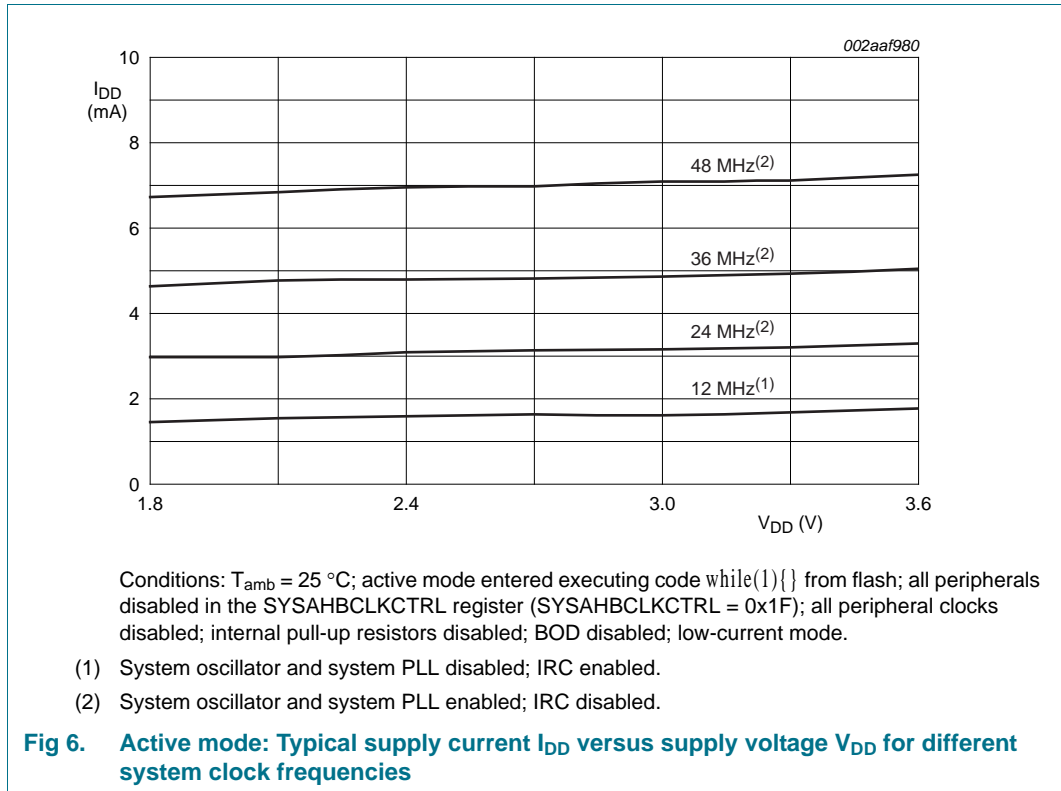 002aaf980
10
I_DD
(mA)
8
48 MHz(2)
6
36 MHz(2)
4
24 MHz(2)
2
12 MHz(1)
0
1.8 2.4 3.0 3.6
V_DD (V)
Conditions: T_amb = 25 °C; active mode entered executing code while(1){} from flash; all peripherals
disabled in the SYSAHBCLKCTRL register (SYSAHBCLKCTRL = 0x1F); all peripheral clocks
disabled; internal pull-up resistors disabled; BOD disabled; low-current mode.
(1) System oscillator and system PLL disabled; IRC enabled.
(2) System oscillator and system PLL enabled; IRC disabled.
Fig 6. Active mode: Typical supply current I_DD versus supply voltage V_DD for different
system clock frequencies